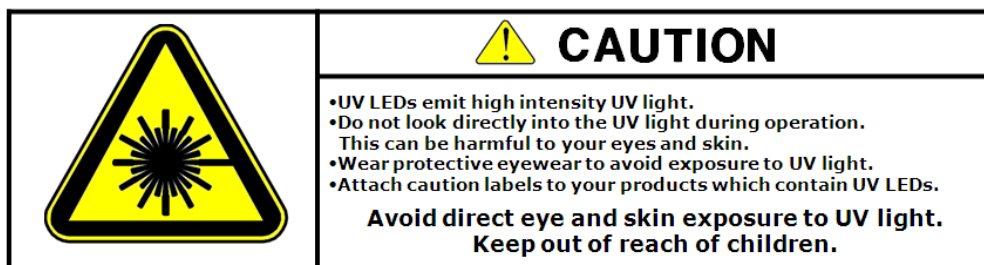 CAUTION
•UV LEDs emit high intensity UV light.
•Do not look directly into the UV light during operation.
This can be harmful to your eyes and skin.
•Wear protective eyewear to avoid exposure to UV light.
•Attach caution labels to your products which contain UV LEDs.
Avoid direct eye and skin exposure to UV light.
Keep out of reach of children.